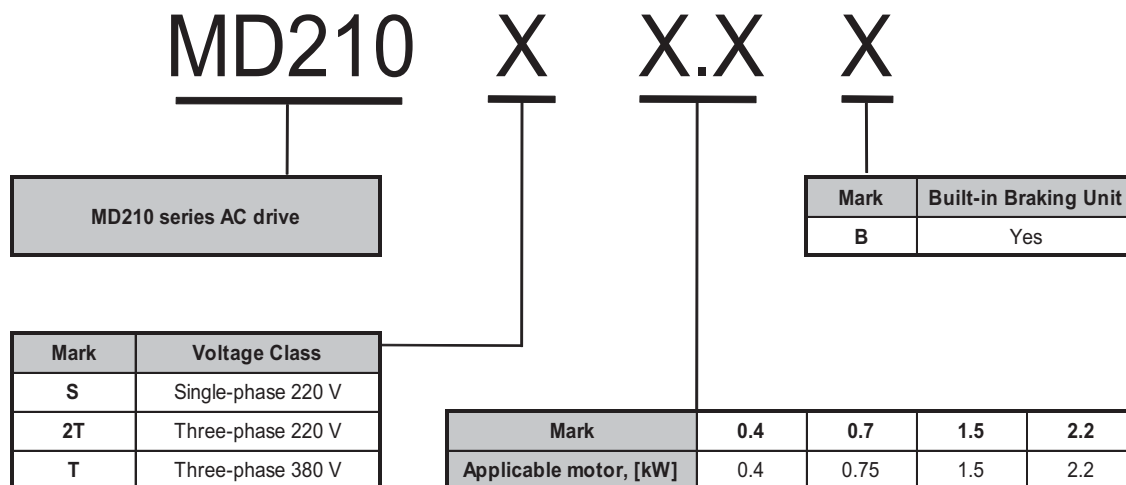 MD210 X X.X X
MD210 series AC drive
Mark Built-in Braking Unit
B Yes
Mark Voltage Class
S Single-phase 220 V
2T Three-phase 220 V
T Three-phase 380 V
Mark 0.4 0.7 1.5 2.2
Applicable motor, [kW] 0.4 0.75 1.5 2.2